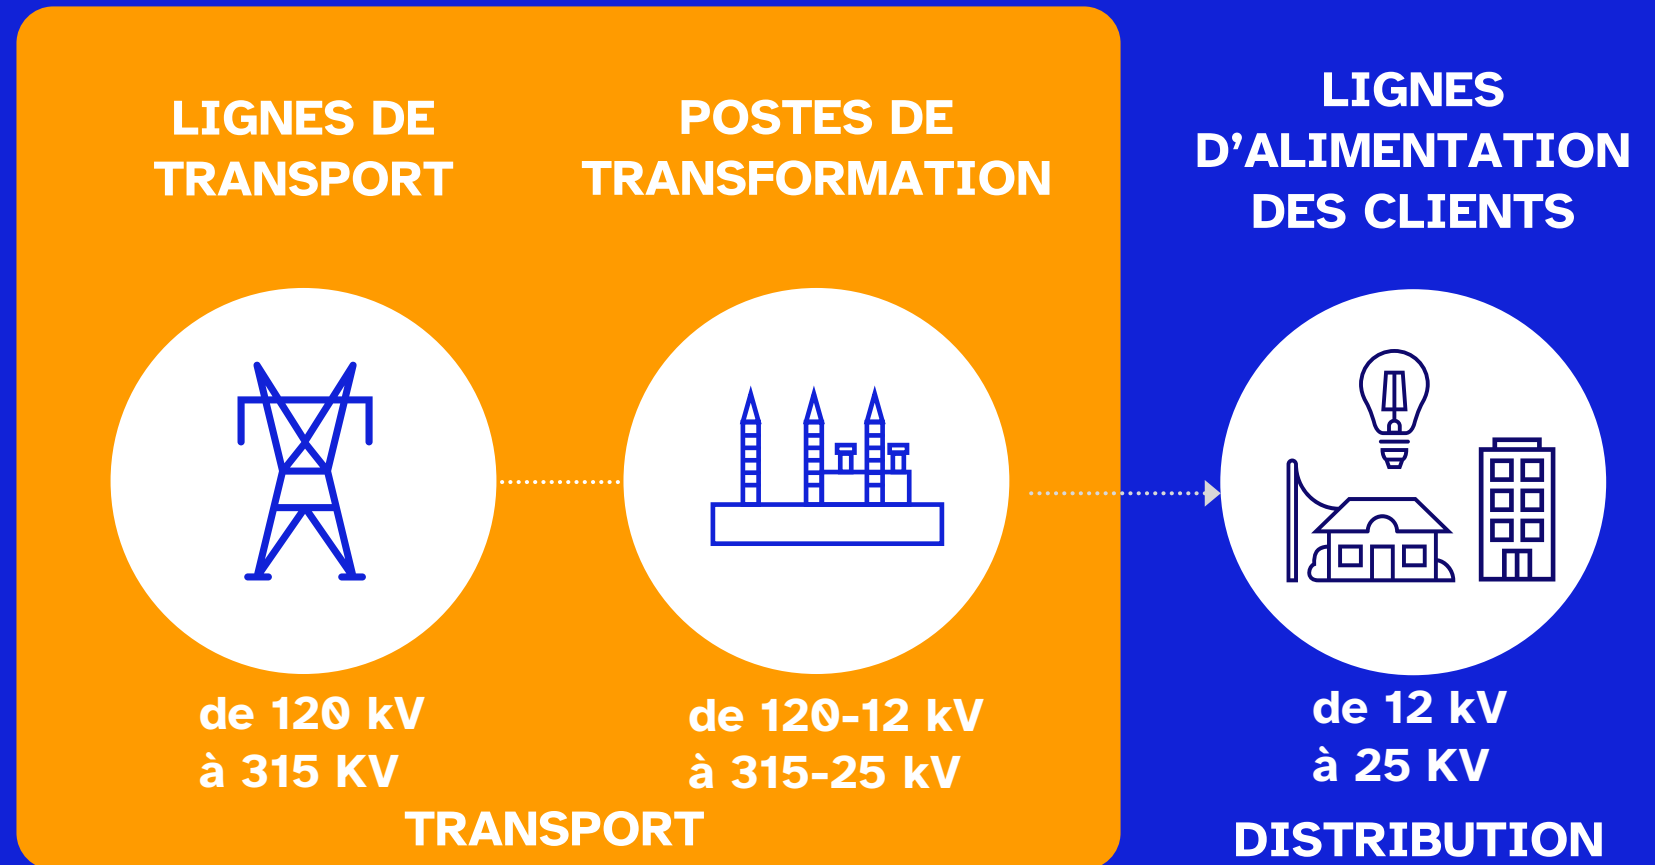 LIGNES DE
TRANSPORT
de 120 kV
à 315 KV
POSTES DE
TRANSFORMATION
de 120-12 kV
à 315-25 kV
TRANSPORT
LIGNES
D’ALIMENTATION
DES CLIENTS
de 12 kV
à 25 KV
DISTRIBUTION